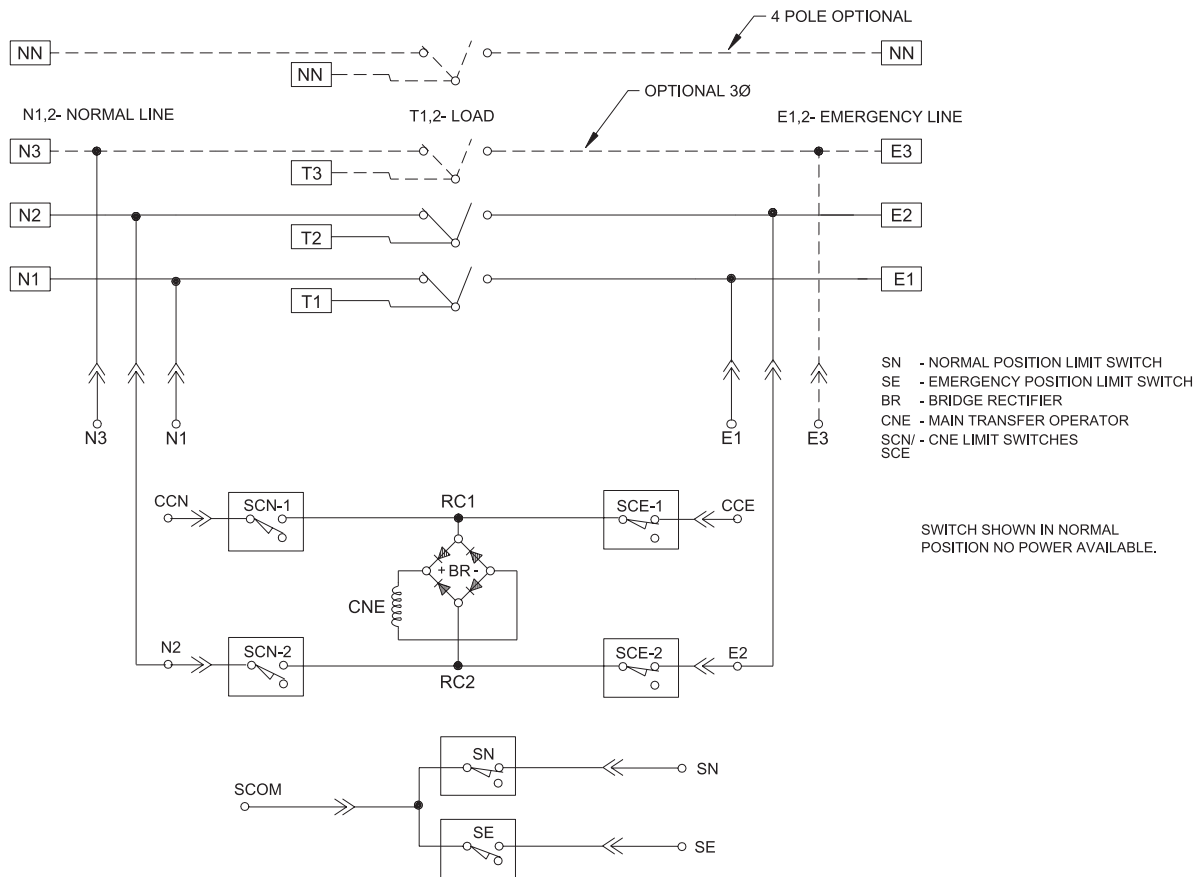 4 POLE OPTIONAL
NN
NN
NN
OPTIONAL 3Ø
N1,2- NORMAL LINE
T1,2- LOAD
E1,2- EMERGENCY LINE
N3
E3
T3
N2
E2
T2
N1
E1
T1
SN - NORMAL POSITION LIMIT SWITCH
SE - EMERGENCY POSITION LIMIT SWITCH
BR - BRIDGE RECTIFIER
CNE - MAIN TRANSFER OPERATOR
SCN/ - CNE LIMIT SWITCHES
SCE
N3
N1
E1
E3
CCN
SCN-1
RC1
SCE-1
CCE
SWITCH SHOWN IN NORMAL
POSITION NO POWER AVAILABLE.
+ BR -
CNE
N2
SCN-2
RC2
SCE-2
E2
SN
SN
SCOM
SE
SE